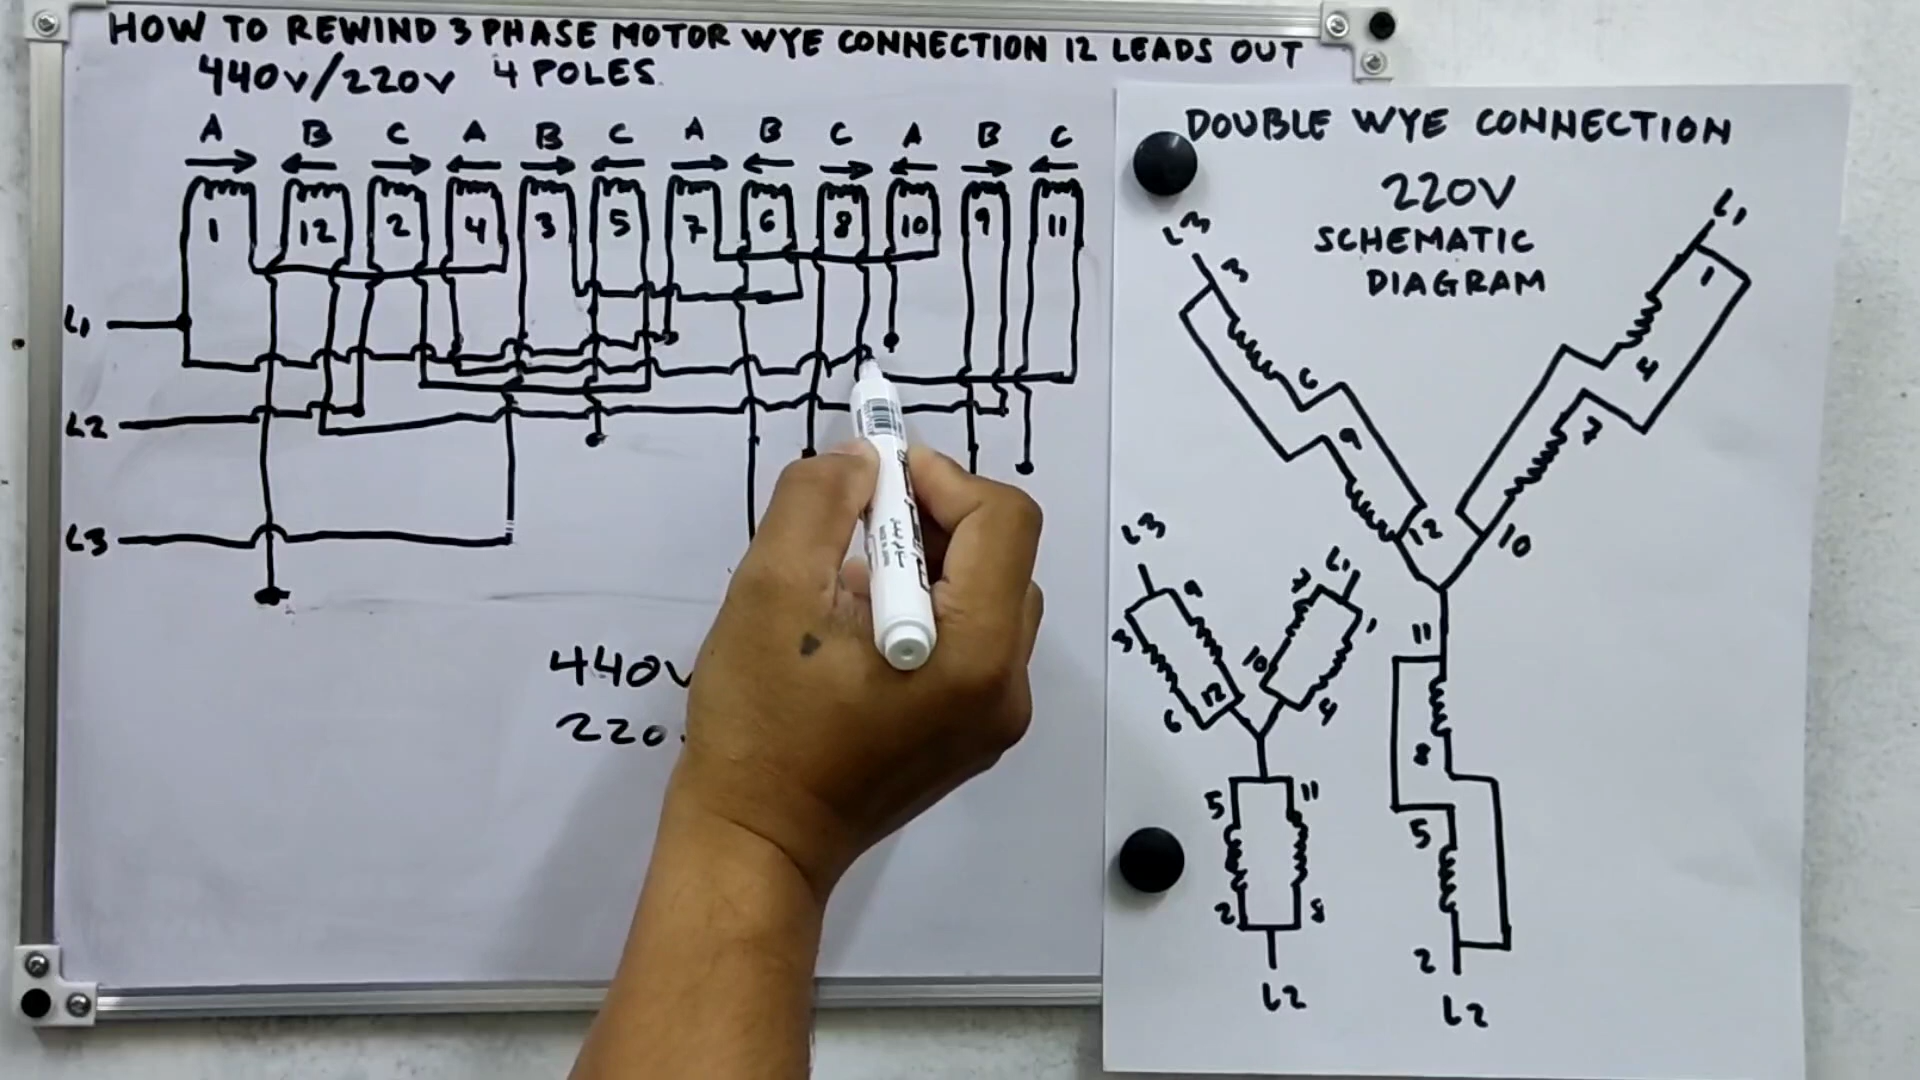 HOW TO REWIND 3 PHASE MOTOR WYE CONNECTION 12 LEADS OUT
440V/220V 4 POLES
A B C A B C A B C A B C
1 12 2 4 3 5 7 6 8 10 9 11
L1
L2
L3
440V
220
DOUBLE WYE CONNECTION
220V
SCHEMATIC
DIAGRAM
L3 L1
3 1
6 4
9 7
12 10
11
8
5
2
L2
L3 L1
9 7
3 1
12 10
6 4
5 11
2 8
L2